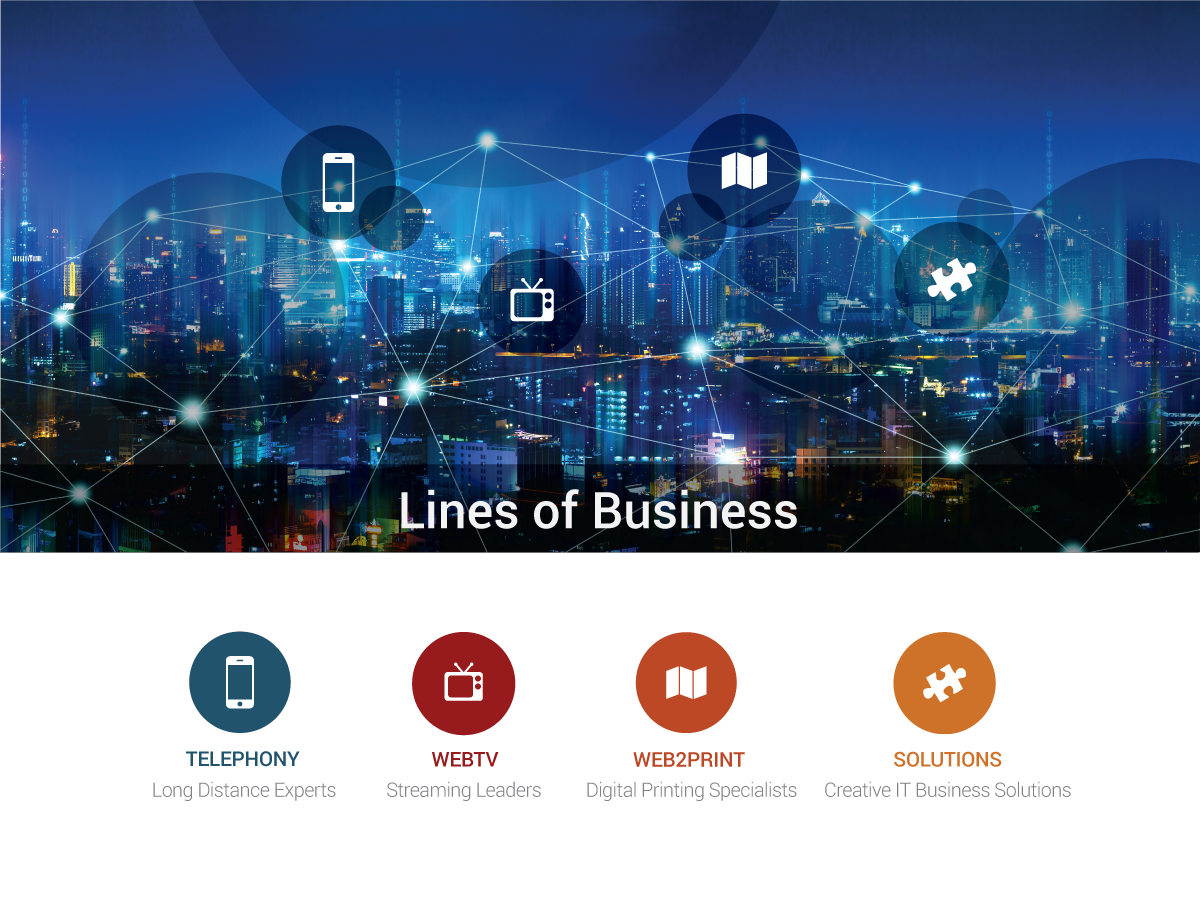 Lines of Business
TELEPHONY
Long Distance Experts
WEBTV
Streaming Leaders
WEB2PRINT
Digital Printing Specialists
SOLUTIONS
Creative IT Business Solutions